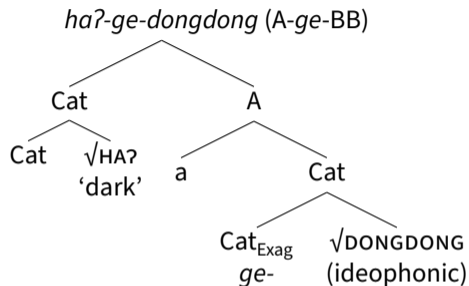 haʔ-ge-dongdong (A-ge-BB)
Cat A
Cat √HAʔ a Cat
‘dark’
Cat_Exag √DONGDONG
ge- (ideophonic)